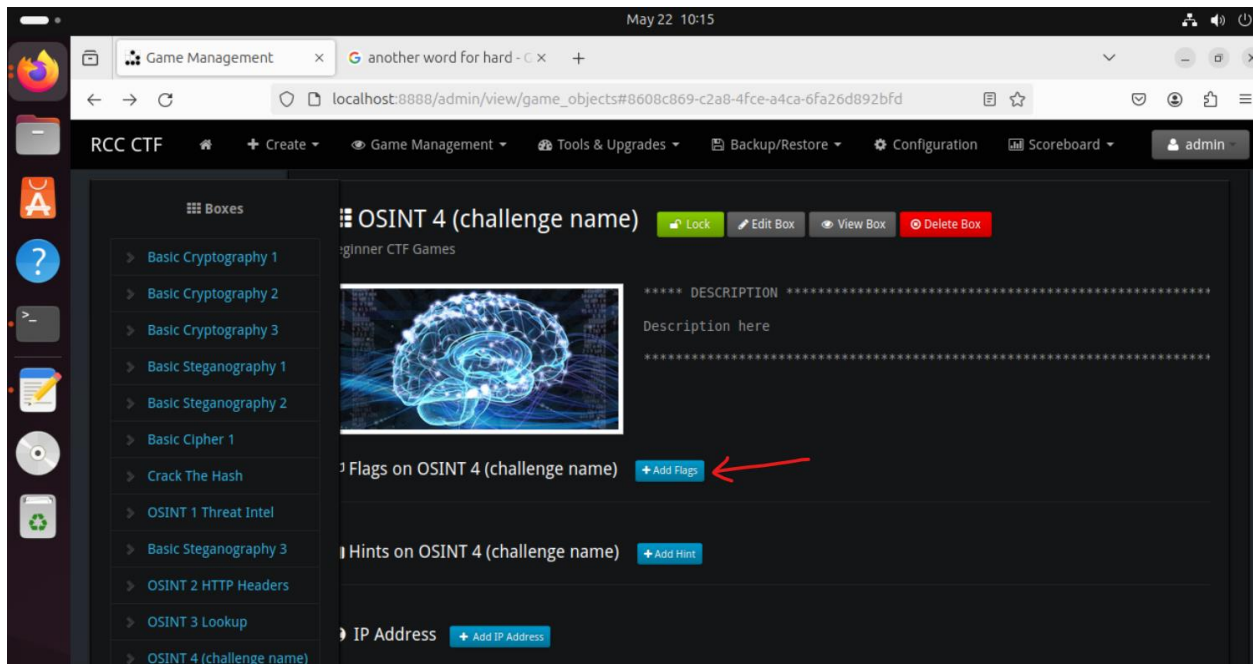 May 22 10:15
Game Management
another word for hard - G
localhost:8888/admin/view/game_objects#8608c869-c2a8-4fce-a4ca-6fa26d892bfd
RCC CTF
Create
Game Management
Tools & Upgrades
Backup/Restore
Configuration
Scoreboard
admin
Boxes
Basic Cryptography 1
Basic Cryptography 2
Basic Cryptography 3
Basic Steganography 1
Basic Steganography 2
Basic Cipher 1
Crack The Hash
OSINT 1 Threat Intel
Basic Steganography 3
OSINT 2 HTTP Headers
OSINT 3 Lookup
OSINT 4 (challenge name)
OSINT 4 (challenge name)
Lock
Edit Box
View Box
Delete Box
eginner CTF Games
***** DESCRIPTION *****************************************
Description here
***********************************************************
Flags on OSINT 4 (challenge name)
+ Add Flags
Hints on OSINT 4 (challenge name)
+ Add Hint
IP Address
+ Add IP Address